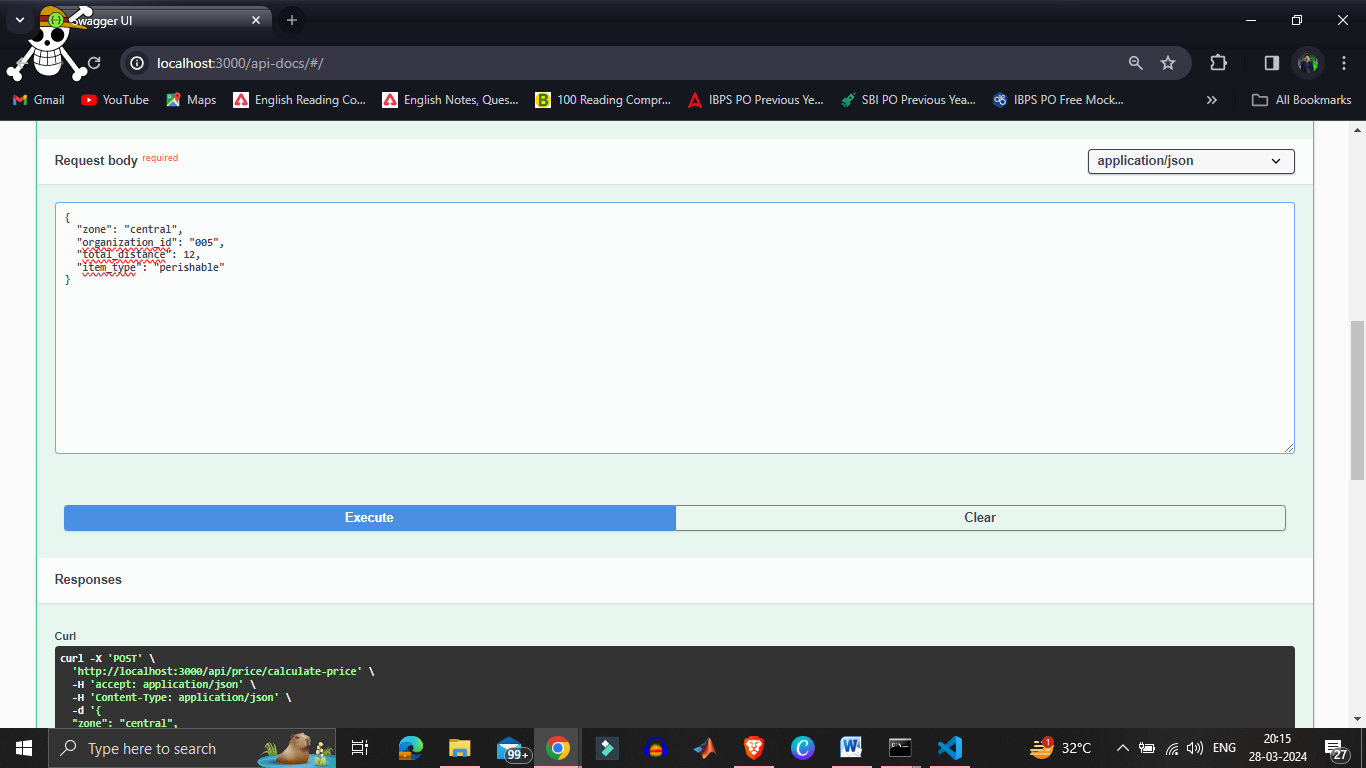 Swagger UI
localhost:3000/api-docs/#/
Gmail
YouTube
Maps
English Reading Co...
English Notes, Ques...
100 Reading Compr...
IBPS PO Previous Ye...
SBI PO Previous Yea...
IBPS PO Free Mock...
All Bookmarks
Request body required
application/json
{
"zone": "central",
"organization_id": "005",
"total_distance": 12,
"item_type": "perishable"
}
Execute
Clear
Responses
Curl
curl -X 'POST' \
'http://localhost:3000/api/price/calculate-price' \
-H 'accept: application/json' \
-H 'Content-Type: application/json' \
-d '{
"zone": "central",
Type here to search
99+
1
32°C
ENG
20:15
28-03-2024
27